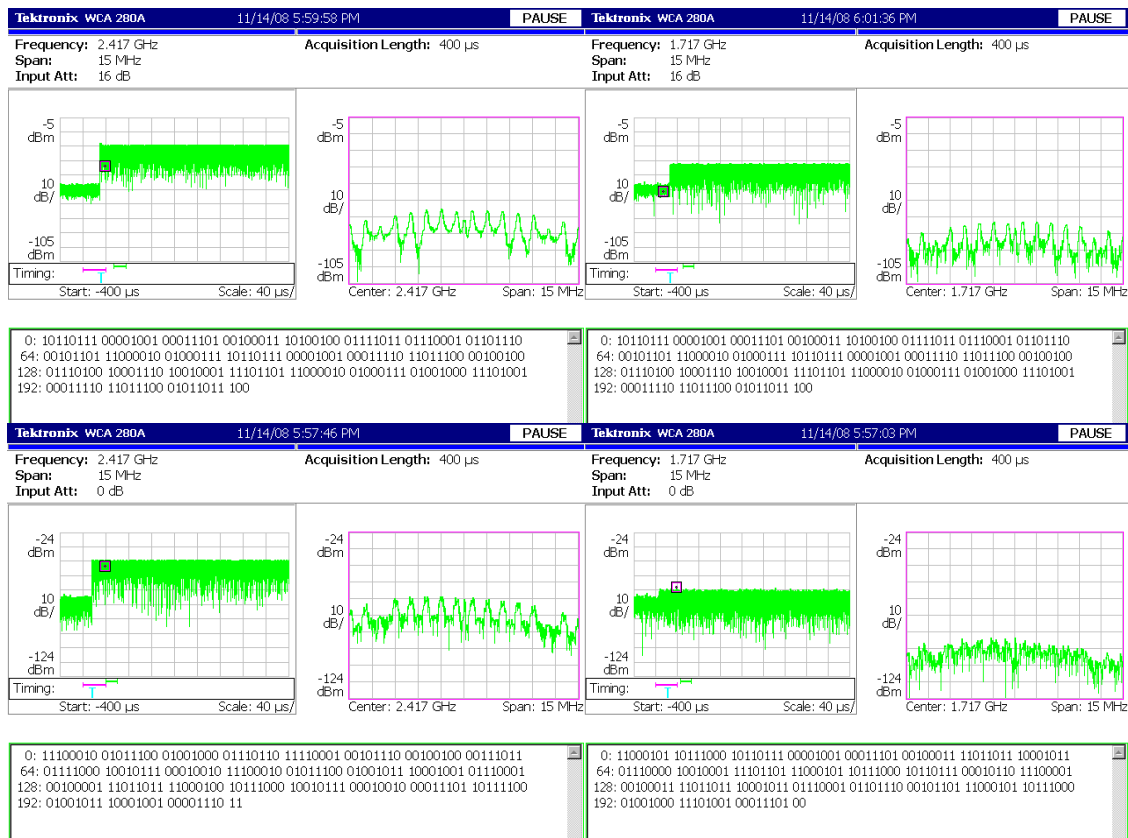 Tektronix WCA 280A 11/14/08 5:59:58 PM PAUSE
Frequency: 2.417 GHz Acquisition Length: 400 µs
Span: 15 MHz
Input Att: 16 dB
-5
dBm
10
dB/
-105
dBm
Timing:
Start: -400 µs Scale: 40 µs/
-5
dBm
10
dB/
-105
dBm
Center: 2.417 GHz Span: 15 MHz
0: 10110111 00001001 00011101 00100011 10100100 01111011 01110001 01101110
64: 00101101 11000010 01000111 10110111 00001001 00011110 11011100 00100100
128: 01110100 10001110 10010001 11101101 11000010 01000111 01001000 11101001
192: 00011110 11011100 01011011 100
Tektronix WCA 280A 11/14/08 6:01:36 PM PAUSE
Frequency: 1.717 GHz Acquisition Length: 400 µs
Span: 15 MHz
Input Att: 16 dB
-5
dBm
10
dB/
-105
dBm
Timing:
Start: -400 µs Scale: 40 µs/
-5
dBm
10
dB/
-105
dBm
Center: 1.717 GHz Span: 15 MHz
0: 10110111 00001001 00011101 00100011 10100100 01111011 01110001 01101110
64: 00101101 11000010 01000111 10110111 00001001 00011110 11011100 00100100
128: 01110100 10001110 10010001 11101101 11000010 01000111 01001000 11101001
192: 00011110 11011100 01011011 100
Tektronix WCA 280A 11/14/08 5:57:46 PM PAUSE
Frequency: 2.417 GHz Acquisition Length: 400 µs
Span: 15 MHz
Input Att: 0 dB
-24
dBm
10
dB/
-124
dBm
Timing:
Start: -400 µs Scale: 40 µs/
-24
dBm
10
dB/
-124
dBm
Center: 2.417 GHz Span: 15 MHz
0: 11100010 01011100 01001000 01110110 11110001 00101110 00100100 00111011
64: 01111000 10010111 00010010 11100010 01011100 01001011 10001001 01110001
128: 00100001 11011011 11000100 10111100 10010111 00010010 00011101 10111100
192: 01001011 10001001 00001110 11
Tektronix WCA 280A 11/14/08 5:57:03 PM PAUSE
Frequency: 1.717 GHz Acquisition Length: 400 µs
Span: 15 MHz
Input Att: 0 dB
-24
dBm
10
dB/
-124
dBm
Timing:
Start: -400 µs Scale: 40 µs/
-24
dBm
10
dB/
-124
dBm
Center: 1.717 GHz Span: 15 MHz
0: 11000101 10111000 10110111 00001001 00011101 00100011 11011011 10001011
64: 01110000 10010001 11101101 11000101 10111000 10110111 00010110 11100001
128: 00100011 11011011 10001011 01110001 01101110 00101101 11000101 10111000
192: 01001000 11101001 00011101 00